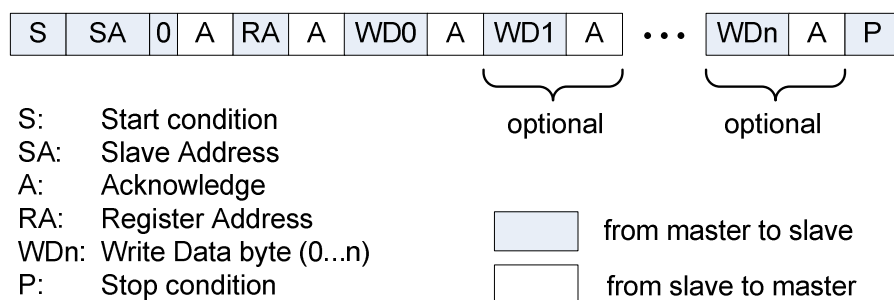 S SA 0 A RA A WD0 A WD1 A ••• WDn A P
optional optional
S: Start condition
SA: Slave Address
A: Acknowledge
RA: Register Address
WDn: Write Data byte (0...n)
P: Stop condition
from master to slave
from slave to master